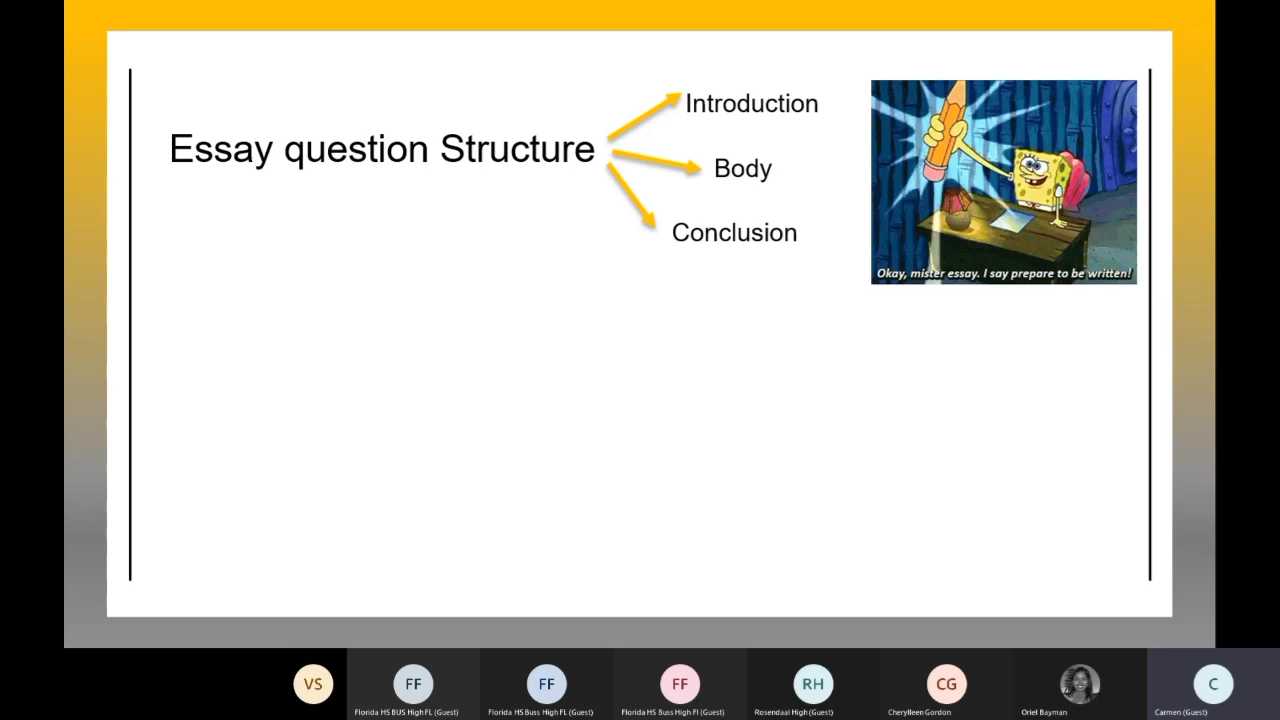 Essay question Structure
Introduction
Body
Conclusion
Okay, mister essay. I say prepare to be written!
VS
FF
FF
FF
RH
CG
C
Florida HS BUS High FL (Guest)
Florida HS Buss High FL (Guest)
Florida HS Buss High Fl (Guest)
Rosendaal High (Guest)
Cherylleen Gordon
Oriel Bayman
Carmen (Guest)